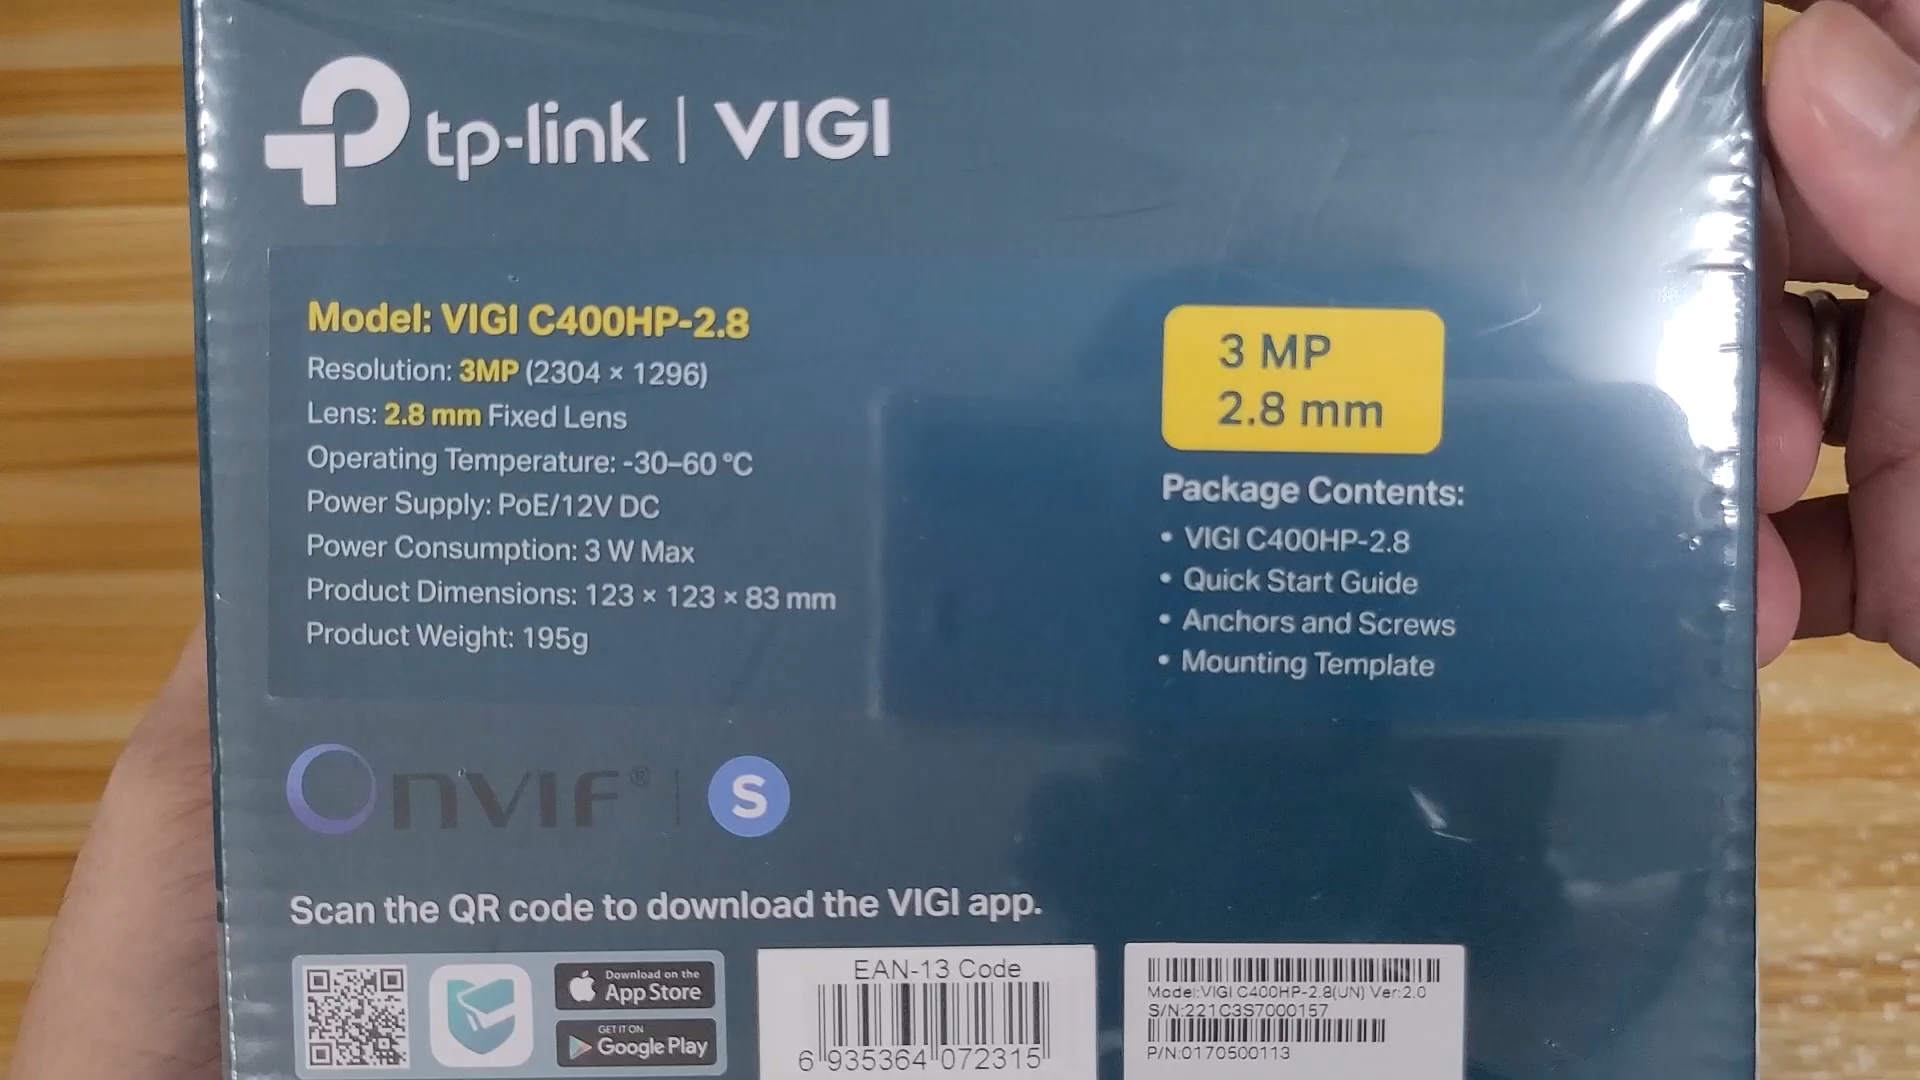 tp-link | VIGI
Model: VIGI C400HP-2.8
Resolution: 3MP (2304 × 1296)
Lens: 2.8 mm Fixed Lens
Operating Temperature: -30–60 °C
Power Supply: PoE/12V DC
Power Consumption: 3 W Max
Product Dimensions: 123 × 123 × 83 mm
Product Weight: 195g
3 MP
2.8 mm
Package Contents:
• VIGI C400HP-2.8
• Quick Start Guide
• Anchors and Screws
• Mounting Template
ONVIF® | S
Scan the QR code to download the VIGI app.
Download on the
App Store
GET IT ON
Google Play
EAN-13 Code
6 935364 072315
Model:VIGI C400HP-2.8(UN) Ver:2.0
S/N:221C3S7000157
P/N:0170500113